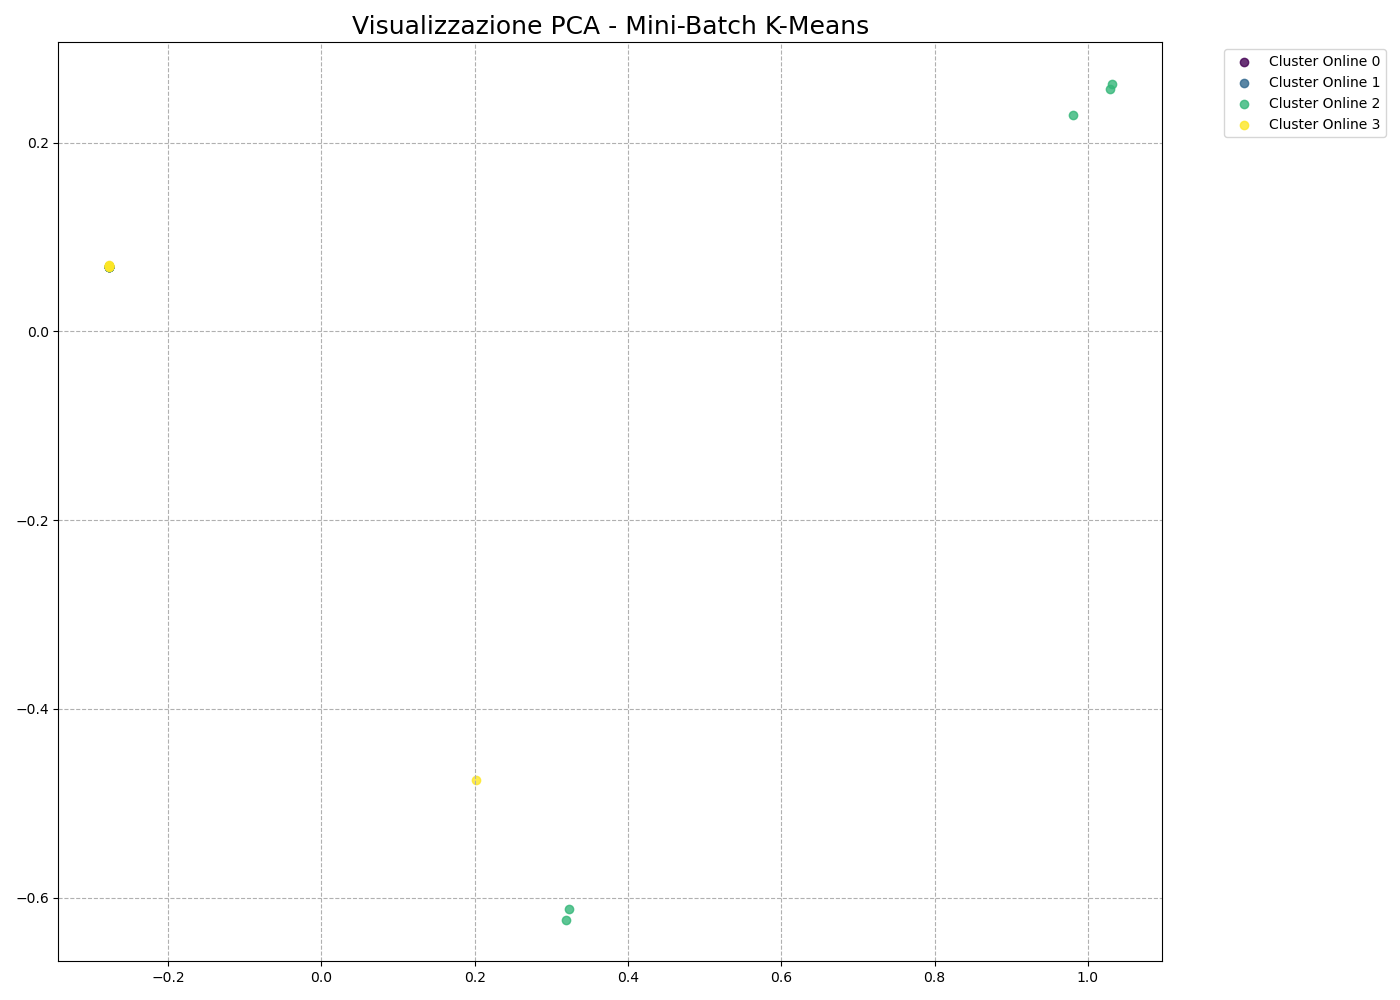 Visualizzazione PCA - Mini-Batch K-Means
Cluster Online 0
Cluster Online 1
Cluster Online 2
Cluster Online 3
0.2
0.0
−0.2
−0.4
−0.6
−0.2 0.0 0.2 0.4 0.6 0.8 1.0